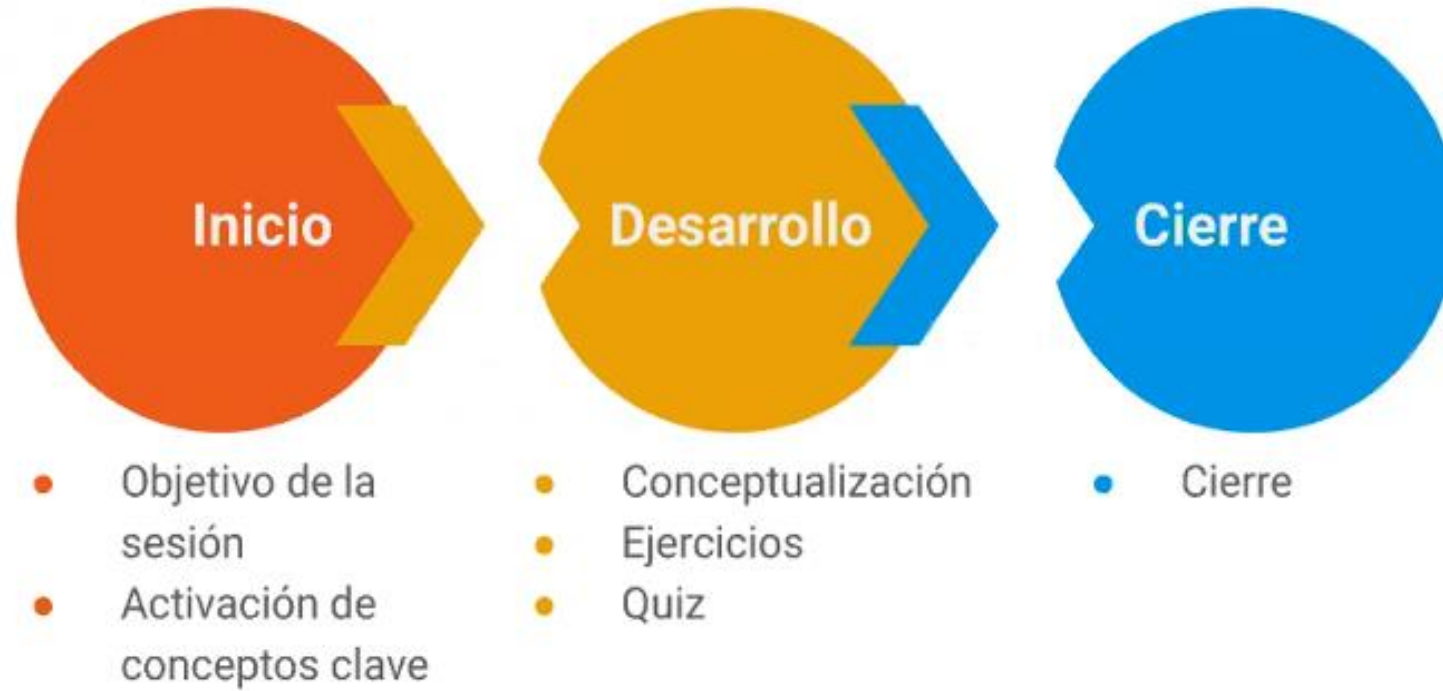 Inicio
Desarrollo
Cierre
• Objetivo de la
sesión
• Activación de
conceptos clave
• Conceptualización
• Ejercicios
• Quiz
• Cierre